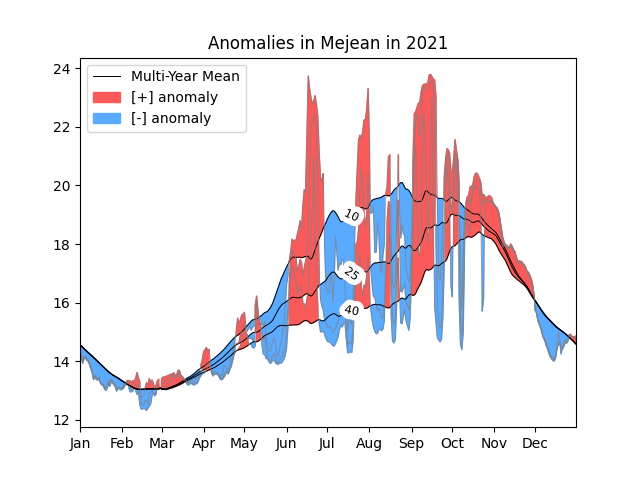 Anomalies in Mejean in 2021
Multi-Year Mean
[+] anomaly
[-] anomaly
24
22
20
18
16
14
12
10
25
40
Jan Feb Mar Apr May Jun Jul Aug Sep Oct Nov Dec